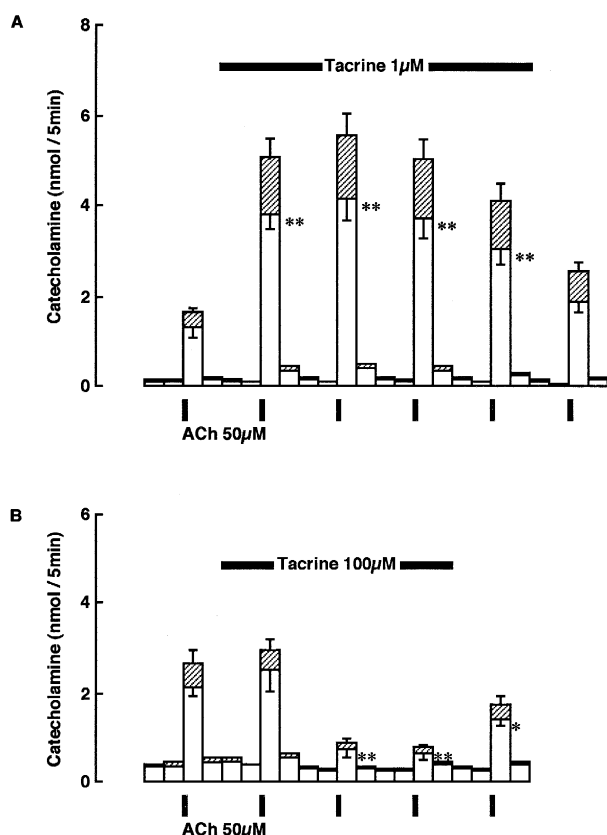 A
8
Tacrine 1μM
6
Catecholamine (nmol / 5min)
4
**
**
**
**
2
0
ACh 50μM
B
6
Tacrine 100μM
4
Catecholamine (nmol / 5min)
2
**
**
*
0
ACh 50μM